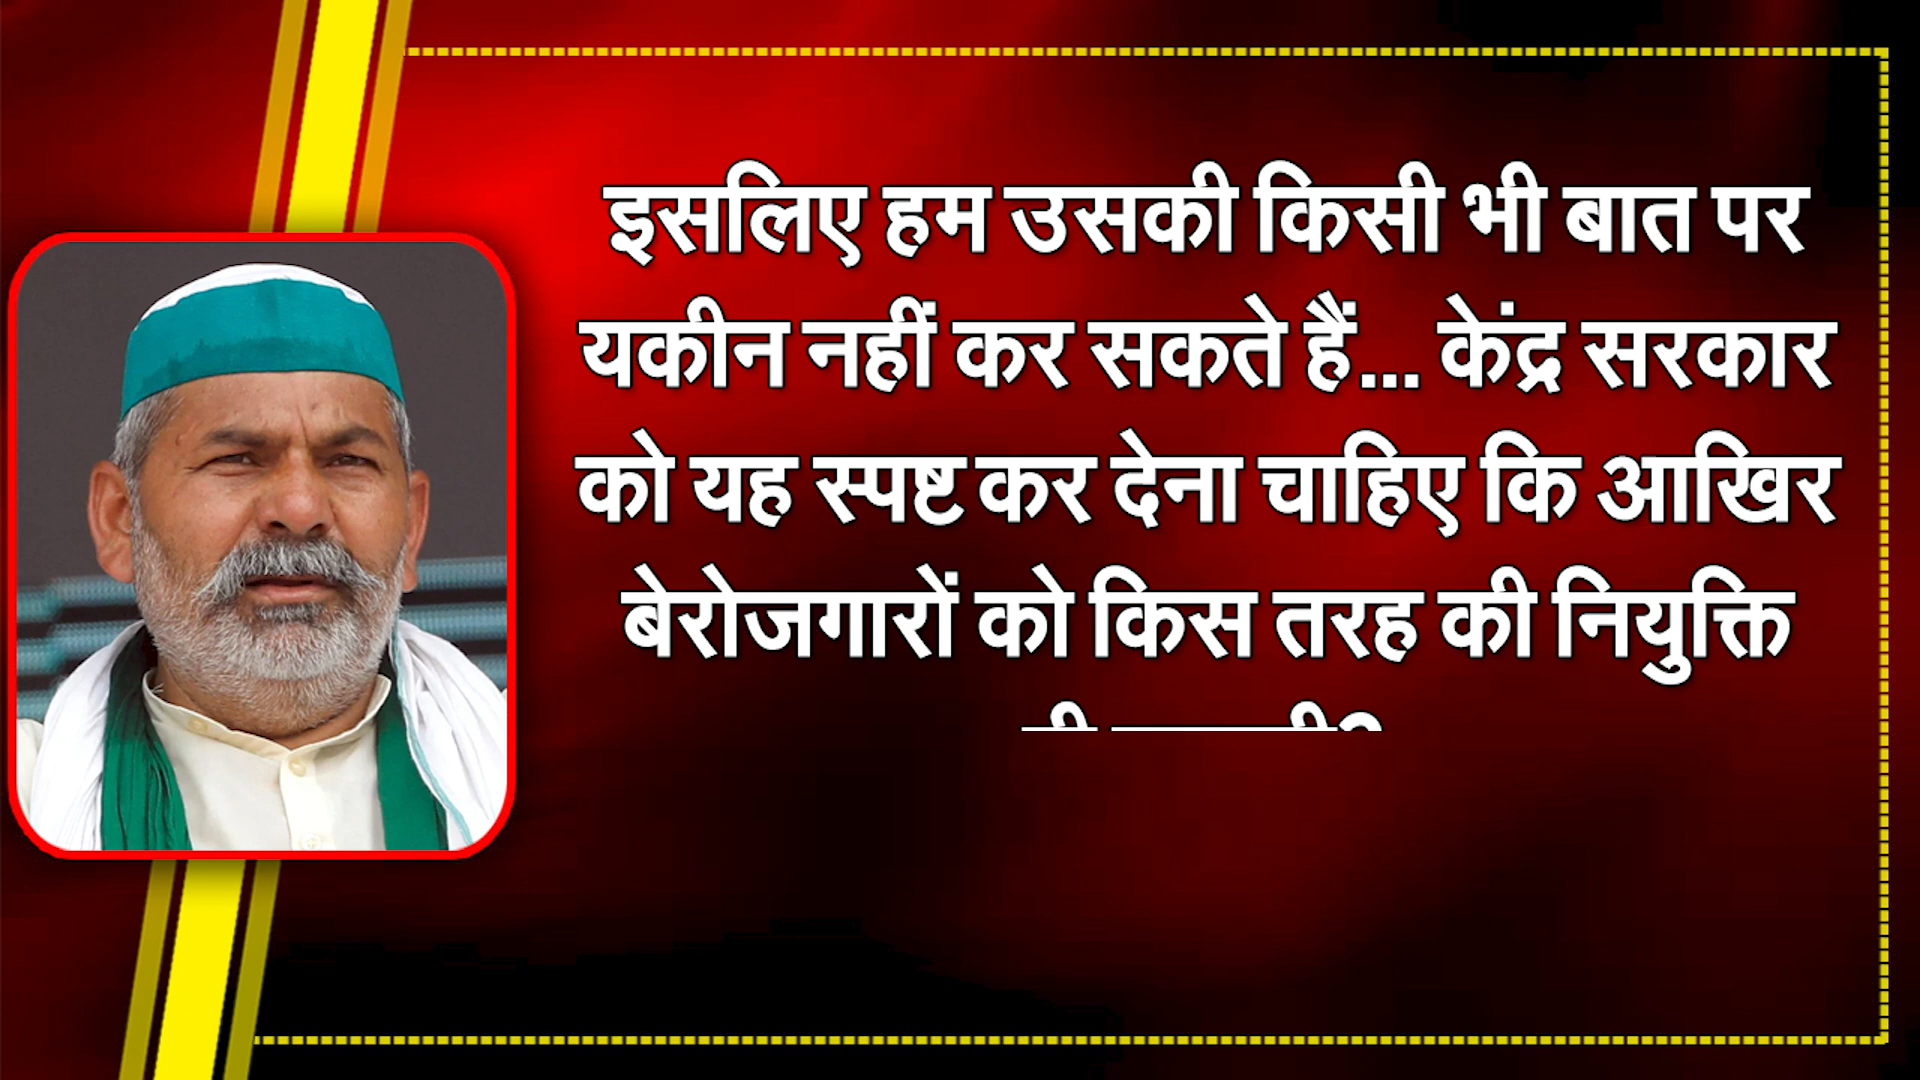 इसलिए हम उसकी किसी भी बात पर
यकीन नहीं कर सकते हैं... केंद्र सरकार
को यह स्पष्ट कर देना चाहिए कि आखिर
बेरोजगारों को किस तरह की नियुक्ति